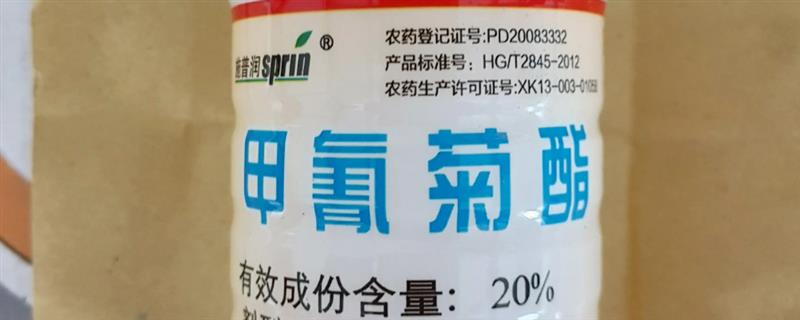 施普润sprin®
农药登记证号:PD20083332
产品标准号: HG/T2845-2012
农药生产许可证号:XK13-003-01058
甲氰菊酯
有效成份含量: 20%